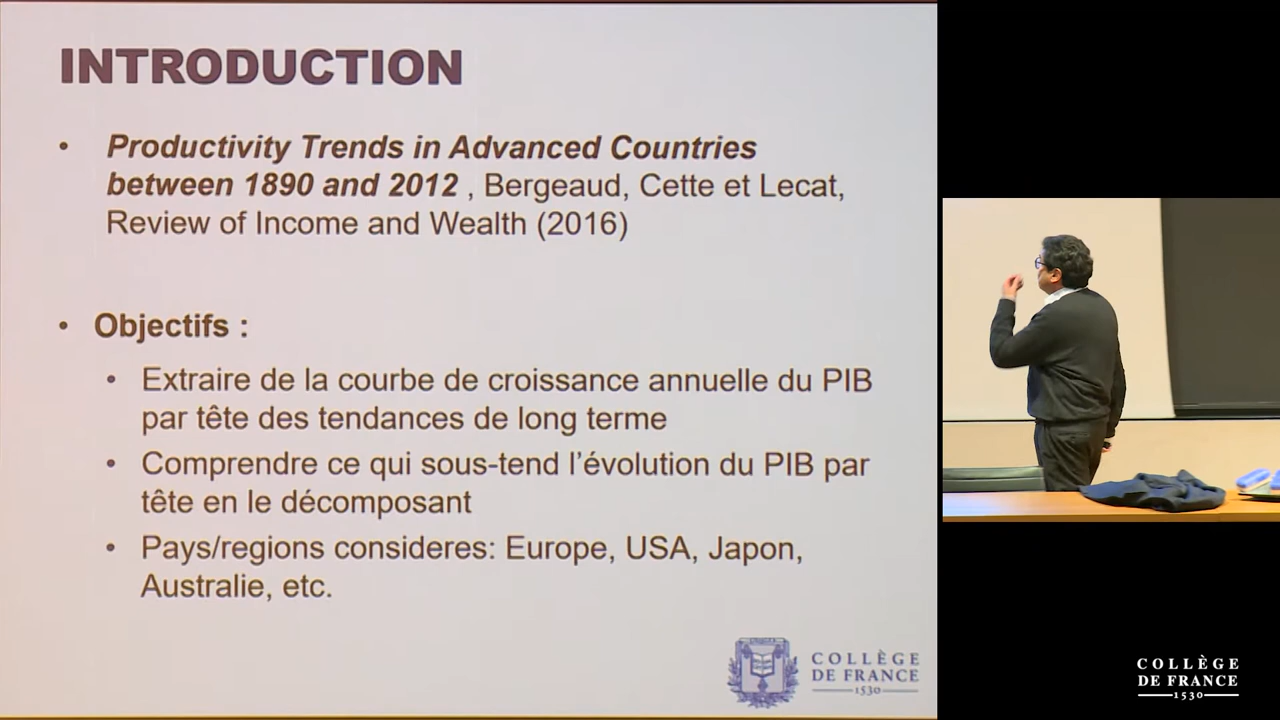 INTRODUCTION
• Productivity Trends in Advanced Countries
between 1890 and 2012 , Bergeaud, Cette et Lecat,
Review of Income and Wealth (2016)
• Objectifs :
• Extraire de la courbe de croissance annuelle du PIB
par tête des tendances de long terme
• Comprendre ce qui sous-tend l'évolution du PIB par
tête en le décomposant
• Pays/regions consideres: Europe, USA, Japon,
Australie, etc.
COLLÈGE
DE FRANCE
1530
COLLÈGE
DE FRANCE
1530